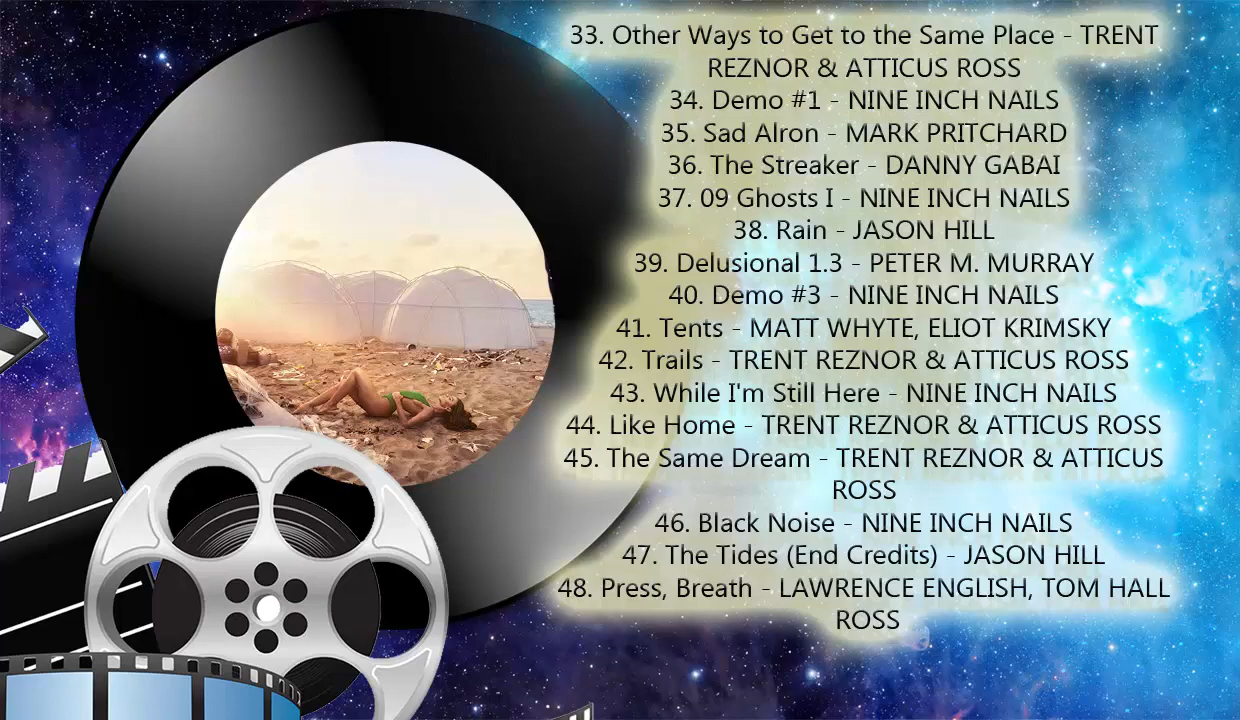 33. Other Ways to Get to the Same Place - TRENT
REZNOR & ATTICUS ROSS
34. Demo #1 - NINE INCH NAILS
35. Sad Alron - MARK PRITCHARD
36. The Streaker - DANNY GABAI
37. 09 Ghosts I - NINE INCH NAILS
38. Rain - JASON HILL
39. Delusional 1.3 - PETER M. MURRAY
40. Demo #3 - NINE INCH NAILS
41. Tents - MATT WHYTE, ELIOT KRIMSKY
42. Trails - TRENT REZNOR & ATTICUS ROSS
43. While I'm Still Here - NINE INCH NAILS
44. Like Home - TRENT REZNOR & ATTICUS ROSS
45. The Same Dream - TRENT REZNOR & ATTICUS
ROSS
46. Black Noise - NINE INCH NAILS
47. The Tides (End Credits) - JASON HILL
48. Press, Breath - LAWRENCE ENGLISH, TOM HALL
ROSS